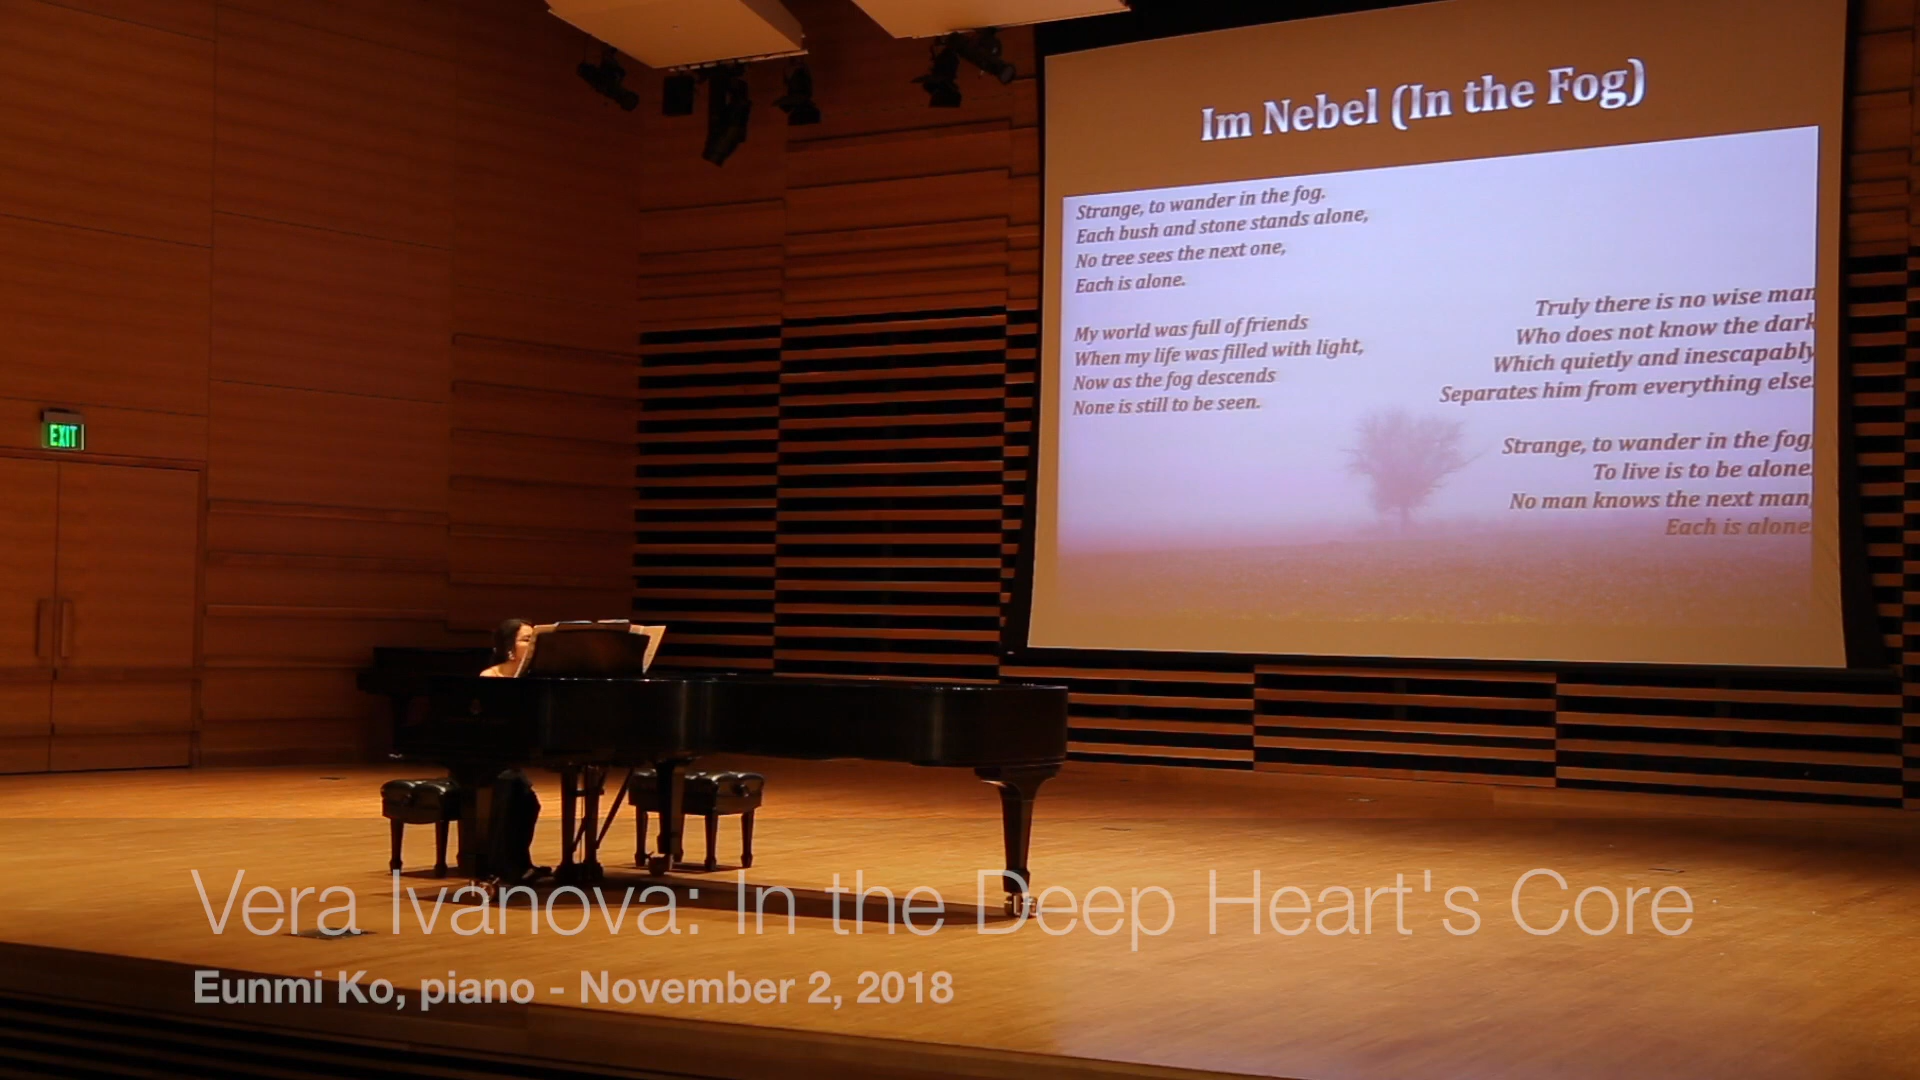 Im Nebel (In the Fog)
Strange, to wander in the fog.
Each bush and stone stands alone,
No tree sees the next one,
Each is alone.
My world was full of friends
When my life was filled with light,
Now as the fog descends
None is still to be seen.
Truly there is no wise man
Who does not know the dark
Which quietly and inescapably
Separates him from everything else.
Strange, to wander in the fog,
To live is to be alone.
No man knows the next man,
Each is alone.
EXIT
Vera Ivanova: In the Deep Heart's Core
Eunmi Ko, piano - November 2, 2018